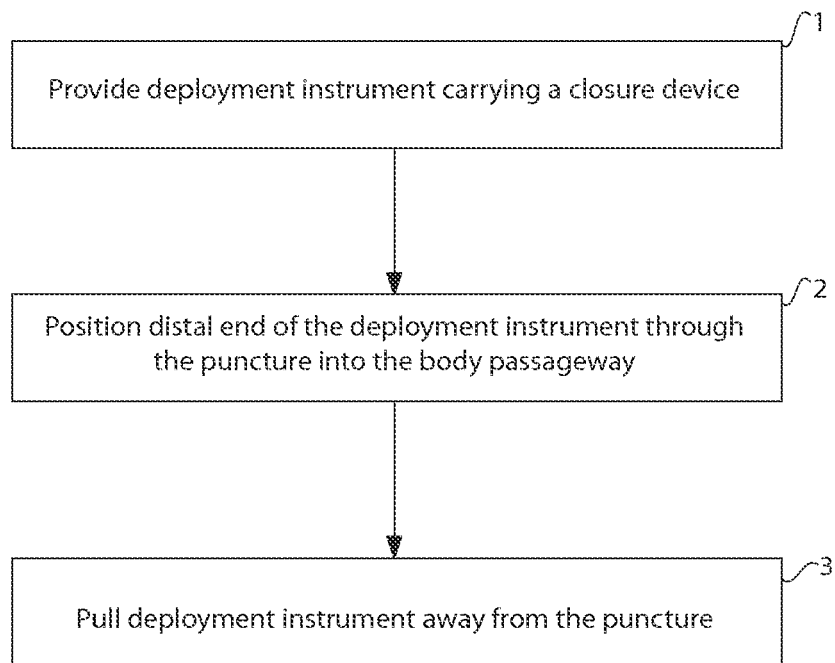 1
Provide deployment instrument carrying a closure device
2
Position distal end of the deployment instrument through
the puncture into the body passageway
3
Pull deployment instrument away from the puncture